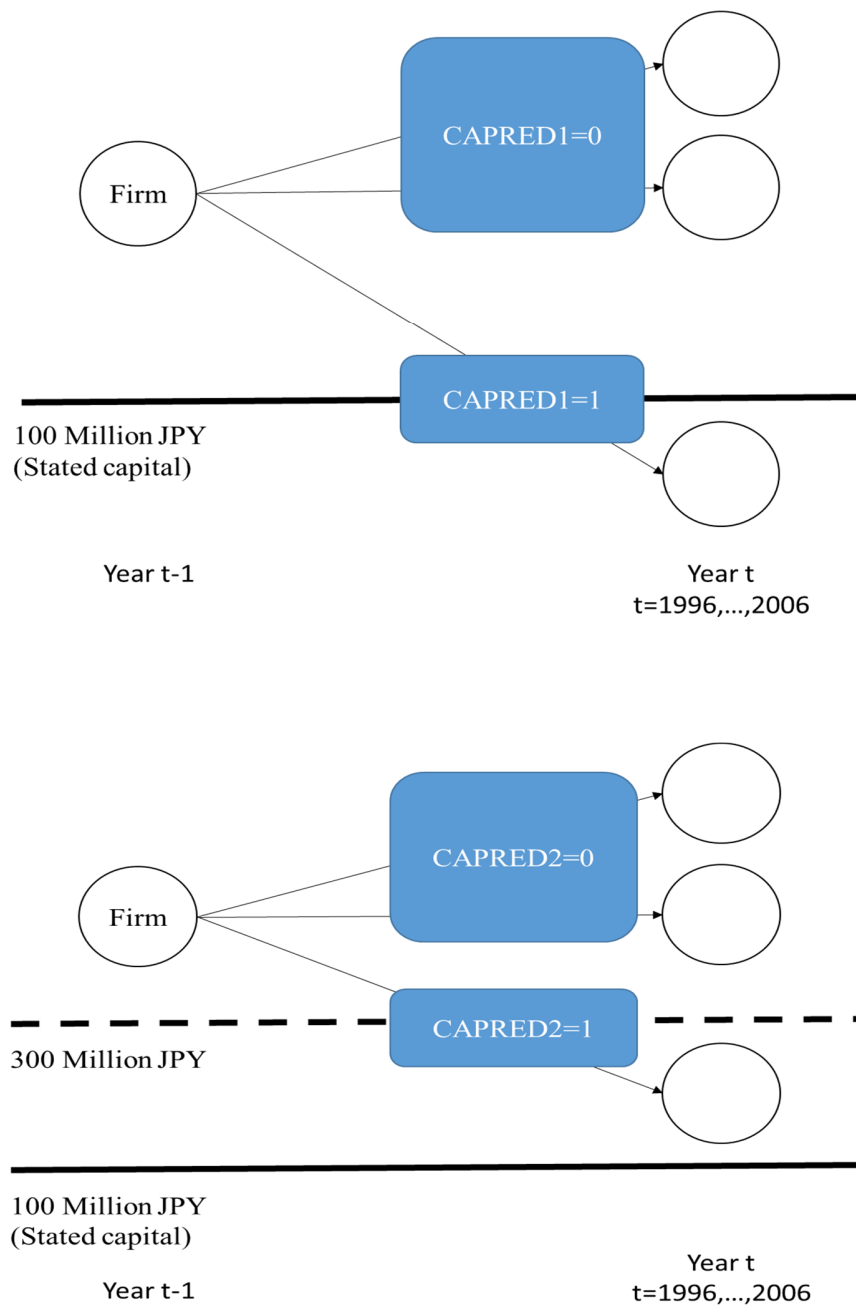 CAPRED1=0
Firm
CAPRED1=1
100 Million JPY
(Stated capital)
Year t-1
Year t
t=1996,...,2006
CAPRED2=0
Firm
CAPRED2=1
300 Million JPY
100 Million JPY
(Stated capital)
Year t-1
Year t
t=1996,...,2006